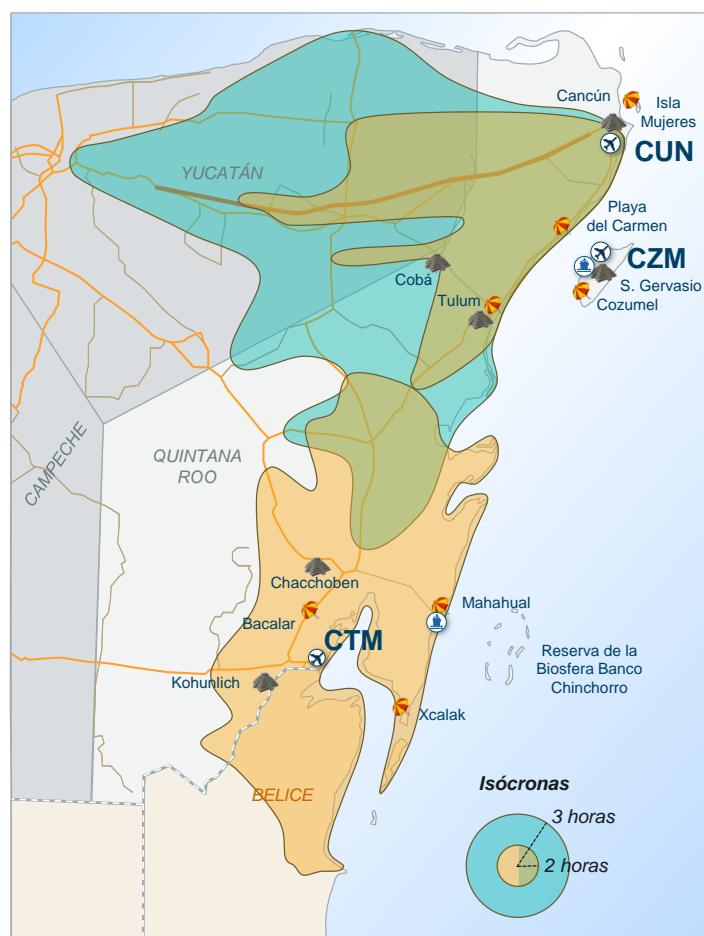 Cancún
Isla
Mujeres
CUN
YUCATÁN
Playa
del Carmen
CZM
Cobá
S. Gervasio
Tulum
Cozumel
CAMPECHE
QUINTANA
ROO
Chacchoben
Mahahual
Bacalar
CTM
Reserva de la
Biosfera Banco
Chinchorro
Kohunlich
Xcalak
BELICE
Isócronas
3 horas
2 horas